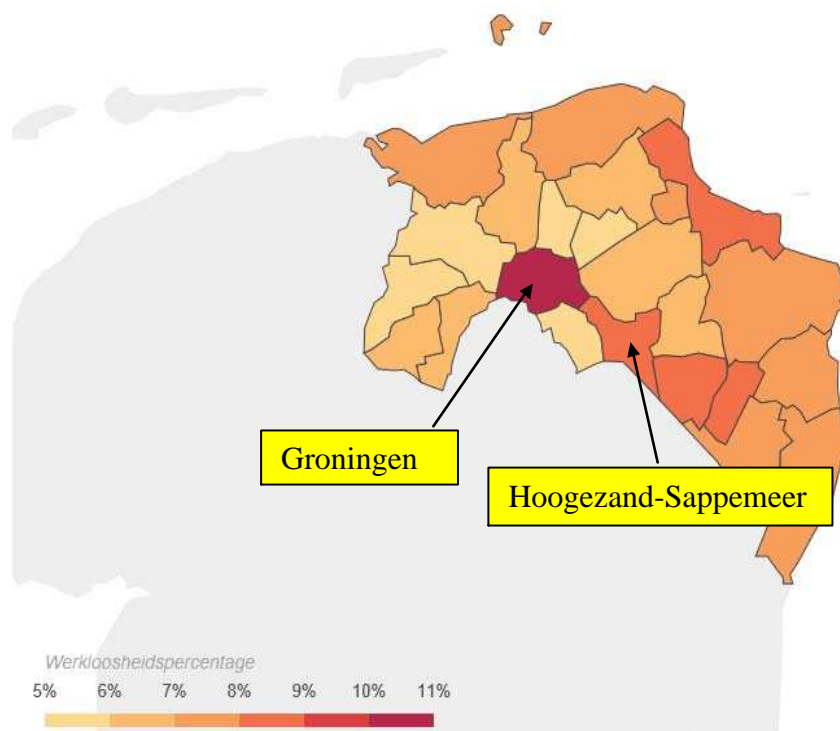 Groningen
Hoogezand-Sappemeer
Werkloosheidspercentage
5% 6% 7% 8% 9% 10% 11%